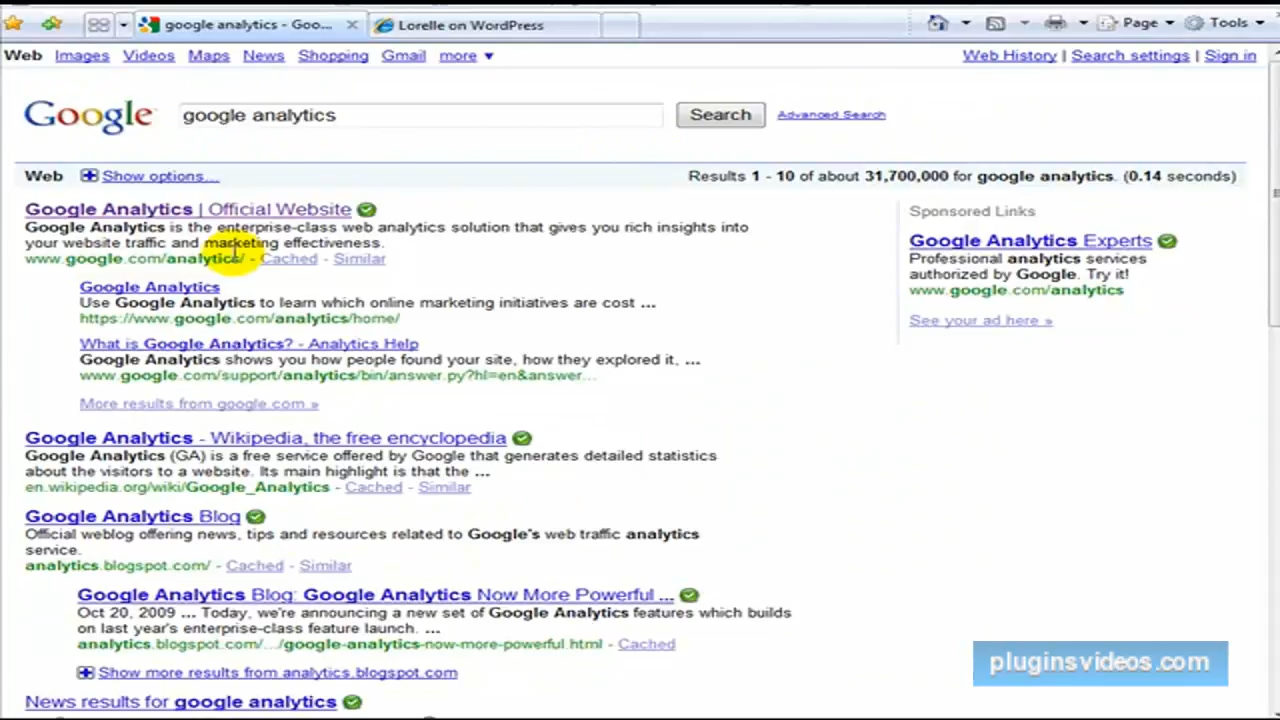 google analytics - Goo...
Lorelle on WordPress
Page
Tools
Web Images Videos Maps News Shopping Gmail more ▼
Web History | Search settings | Sign in
Google
google analytics
Search
Advanced Search
Web Show options...
Results 1 - 10 of about 31,700,000 for google analytics. (0.14 seconds)
Google Analytics | Official Website
Google Analytics is the enterprise-class web analytics solution that gives you rich insights into
your website traffic and marketing effectiveness.
www.google.com/analytics/ - Cached - Similar
Google Analytics
Use Google Analytics to learn which online marketing initiatives are cost ...
https://www.google.com/analytics/home/
What is Google Analytics? - Analytics Help
Google Analytics shows you how people found your site, how they explored it, ...
www.google.com/support/analytics/bin/answer.py?hl=en&answer...
More results from google.com »
Google Analytics - Wikipedia, the free encyclopedia
Google Analytics (GA) is a free service offered by Google that generates detailed statistics
about the visitors to a website. Its main highlight is that the ...
en.wikipedia.org/wiki/Google_Analytics - Cached - Similar
Google Analytics Blog
Official weblog offering news, tips and resources related to Google's web traffic analytics
service.
analytics.blogspot.com/ - Cached - Similar
Google Analytics Blog: Google Analytics Now More Powerful ...
Oct 20, 2009 ... Today, we're announcing a new set of Google Analytics features which builds
on last year's enterprise-class feature launch. ...
analytics.blogspot.com/.../google-analytics-now-more-powerful.html - Cached
Show more results from analytics.blogspot.com
News results for google analytics
Sponsored Links
Google Analytics Experts
Professional analytics services
authorized by Google. Try it!
www.google.com/analytics
See your ad here »
pluginsvideos.com